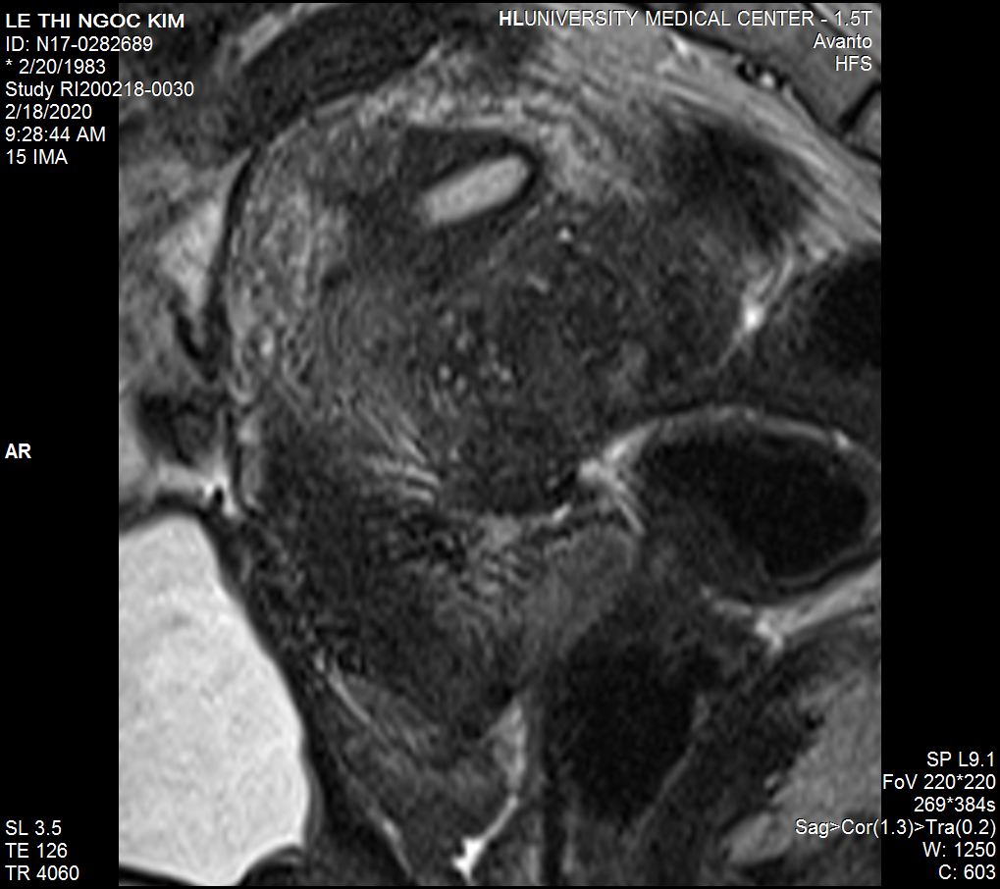 LE THI NGOC KIM
ID: N17-0282689
* 2/20/1983
Study RI200218-0030
2/18/2020
9:28:44 AM
15 IMA
HLUNIVERSITY MEDICAL CENTER - 1.5T
Avanto
HFS
AR
SL 3.5
TE 126
TR 4060
SP L9.1
FoV 220*220
269*384s
Sag>Cor(1.3)>Tra(0.2)
W: 1250
C: 603